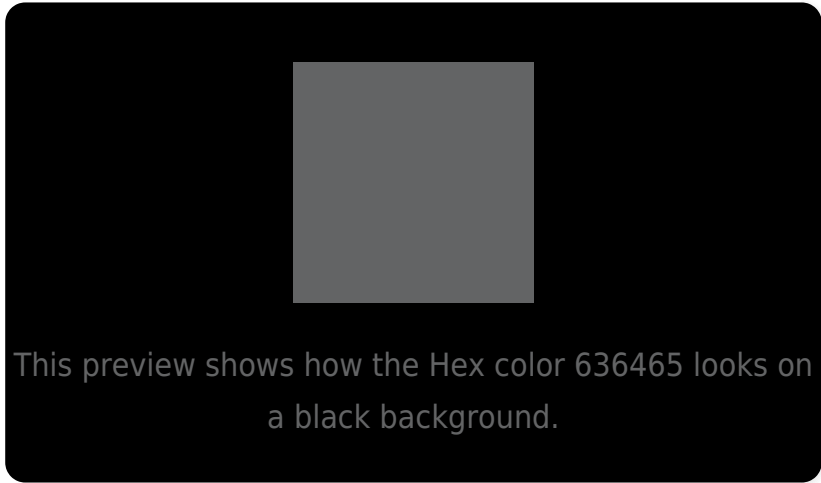 This preview shows how the Hex color 636465 looks on
a black background.